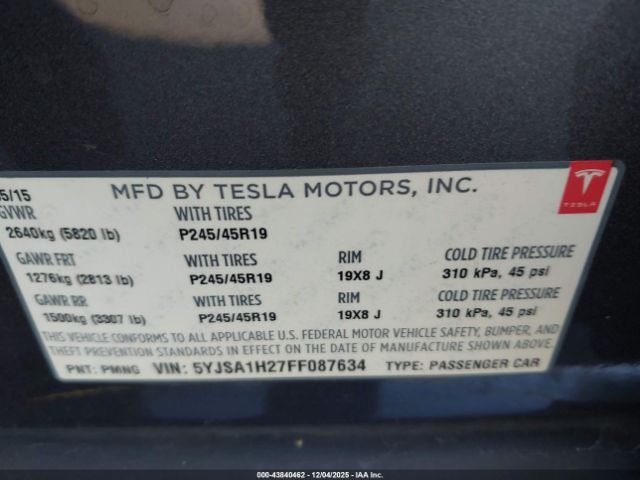 5/15 MFD BY TESLA MOTORS, INC.
TESLA
GVWR WITH TIRES
2640kg (5820 lb) P245/45R19
GAWR FRT WITH TIRES RIM COLD TIRE PRESSURE
1276kg (2813 lb) P245/45R19 19X8 J 310 kPa, 45 psi
GAWR RR WITH TIRES RIM COLD TIRE PRESSURE
1500kg (3307 lb) P245/45R19 19X8 J 310 kPa, 45 psi
THIS VEHICLE CONFORMS TO ALL APPLICABLE U.S. FEDERAL MOTOR VEHICLE SAFETY, BUMPER, AND
THEFT PREVENTION STANDARDS IN EFFECT ON THE DATE OF MANUFACTURE SHOWN ABOVE.
PNT: PMNG VIN: 5YJSA1H27FF087634 TYPE: PASSENGER CAR
000-43840462 - 12/04/2025 - IAA Inc.